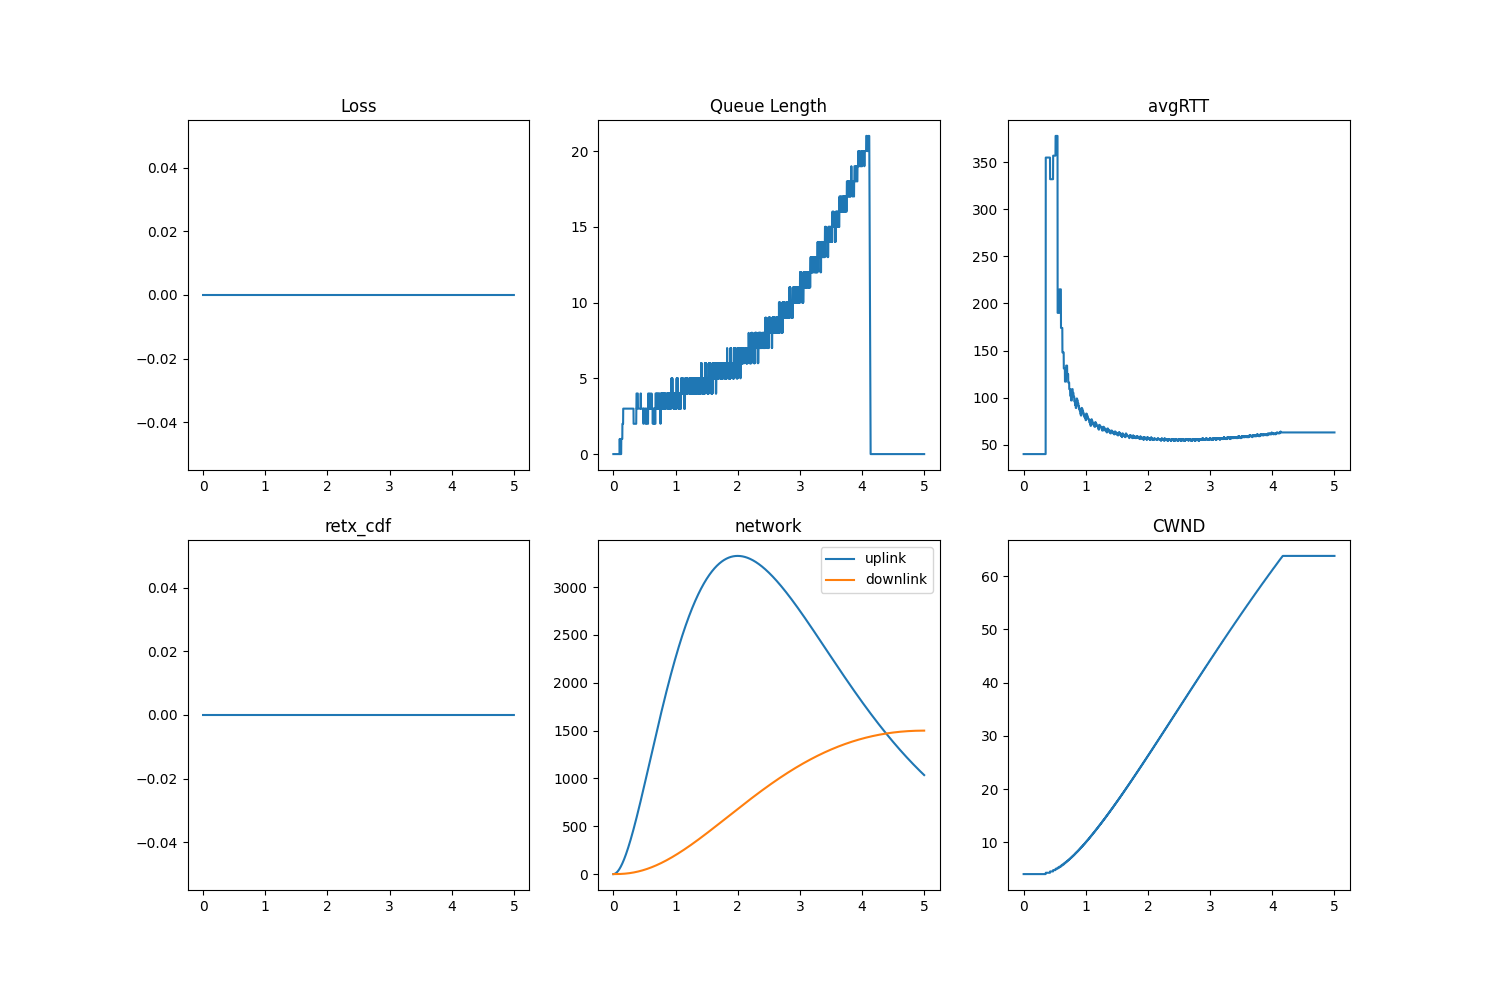 Loss
0.04
0.02
0.00
−0.02
−0.04
0 1 2 3 4 5
Queue Length
20
15
10
5
0
0 1 2 3 4 5
avgRTT
350
300
250
200
150
100
50
0 1 2 3 4 5
retx_cdf
0.04
0.02
0.00
−0.02
−0.04
0 1 2 3 4 5
network
uplink
downlink
3000
2500
2000
1500
1000
500
0
0 1 2 3 4 5
CWND
60
50
40
30
20
10
0 1 2 3 4 5